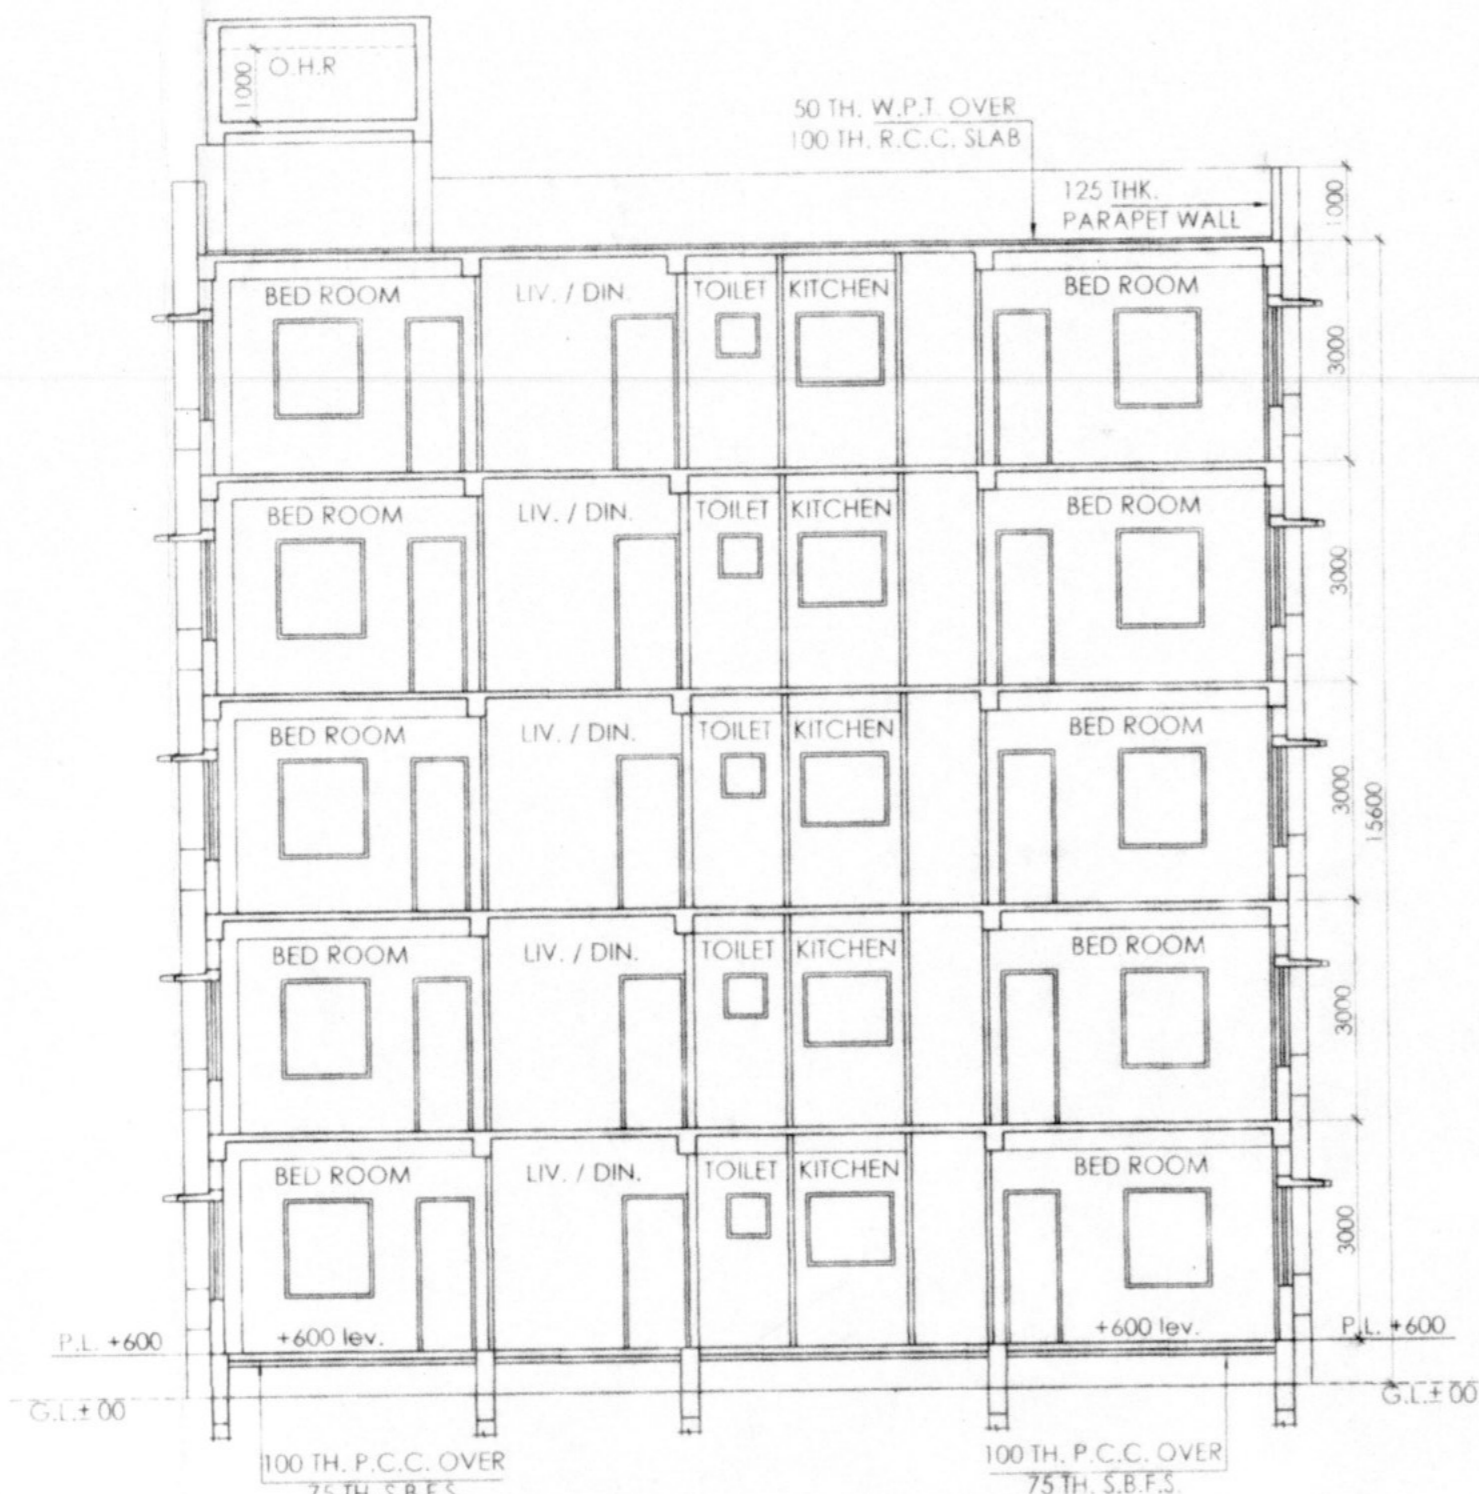 O.H.R
1000
50 TH. W.P.T. OVER
100 TH. R.C.C. SLAB
125 THK.
PARAPET WALL
1000
BED ROOM LIV. / DIN. TOILET KITCHEN BED ROOM
3000
BED ROOM LIV. / DIN. TOILET KITCHEN BED ROOM
3000
BED ROOM LIV. / DIN. TOILET KITCHEN BED ROOM
3000
15600
BED ROOM LIV. / DIN. TOILET KITCHEN BED ROOM
3000
BED ROOM LIV. / DIN. TOILET KITCHEN BED ROOM
3000
P.L. +600 +600 lev. +600 lev. P.L. +600
G.L.± 00 G.L.± 00
100 TH. P.C.C. OVER
75 TH. S.B.F.S.
100 TH. P.C.C. OVER
75 TH. S.B.F.S.